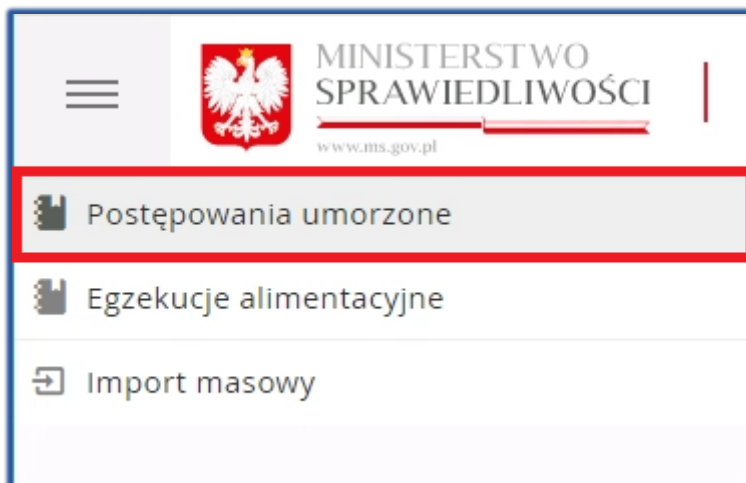 MINISTERSTWO
SPRAWIEDLIWOŚCI
www.ms.gov.pl
Postępowania umorzone
Egzekucje alimentacyjne
Import masowy